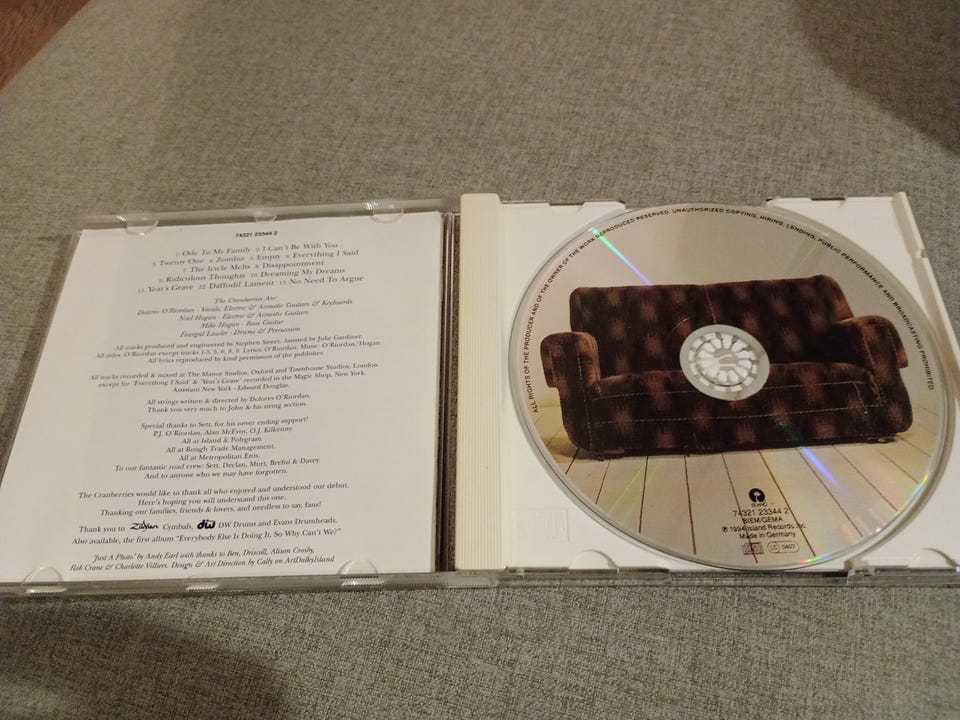 74321 23344 2
1. Ode To My Family 2. I Can't Be With You
3. Twenty One 4. Zombie 5. Empty 6. Everything I Said
7. The Icicle Melts 8. Disappointment
9. Ridiculous Thoughts 10. Dreaming My Dreams
11. Yeat's Grave 12. Daffodil Lament 13. No Need To Argue
The Cranberries Are:
Dolores O'Riordan - Vocals, Electric & Acoustic Guitars & Keyboards
Noel Hogan - Electric & Acoustic Guitars
Mike Hogan - Bass Guitar
Feargal Lawlor - Drums & Percussion
All tracks produced and engineered by Stephen Street. Assisted by Julie Gardiner.
All titles: O'Riordan except tracks 1-3, 5, 6, 8, 9. Lyrics: O'Riordan, Music: O'Riordan/Hogan
All lyrics reproduced by kind permission of the publisher.
All tracks recorded & mixed at The Manor Studios, Oxford and Townhouse Studios, London
except for 'Everything I Said' & 'Yeat's Grave' recorded in the Magic Shop, New York.
Assistant New York - Edward Douglas.
All strings written & directed by Dolores O'Riordan.
Thank you very much to John & his string section.
Special thanks to Sett, for his never ending support!
P.J. O'Riordan, Alan McEvoy, O.J. Kilkenny.
All at Island & Polygram.
All at Rough Trade Management.
All at Metropolitan Ents.
To our fantastic road crew: Sett, Declan, Murt, Brefni & Davey.
And to anyone who we may have forgotten.
The Cranberries would like to thank all who enjoyed and understood our debut.
Here's hoping you will understand this one.
Thanking our families, friends & lovers, and needless to say, fans!
Thank you to Zildjian Cymbals, dw DW Drums and Evans Drumheads.
Also available, the first album "Everybody Else Is Doing It, So Why Can't We?"
'Just A Photo' by Andy Earl with thanks to Ben, Driscoll, Alison Crosby,
Rob Crane & Charlotte Villiers. Design & Art Direction by Cally on ArtDalkyIsland
ALL RIGHTS OF THE PRODUCER AND OF THE OWNER OF THE WORK REPRODUCED RESERVED. UNAUTHORIZED COPYING, HIRING, LENDING, PUBLIC PERFORMANCE AND BROADCASTING PROHIBITED
ISLAND
74321 23344 2
BIEM/GEMA
℗ 1994 Island Records Inc.
Made in Germany
LC 0407